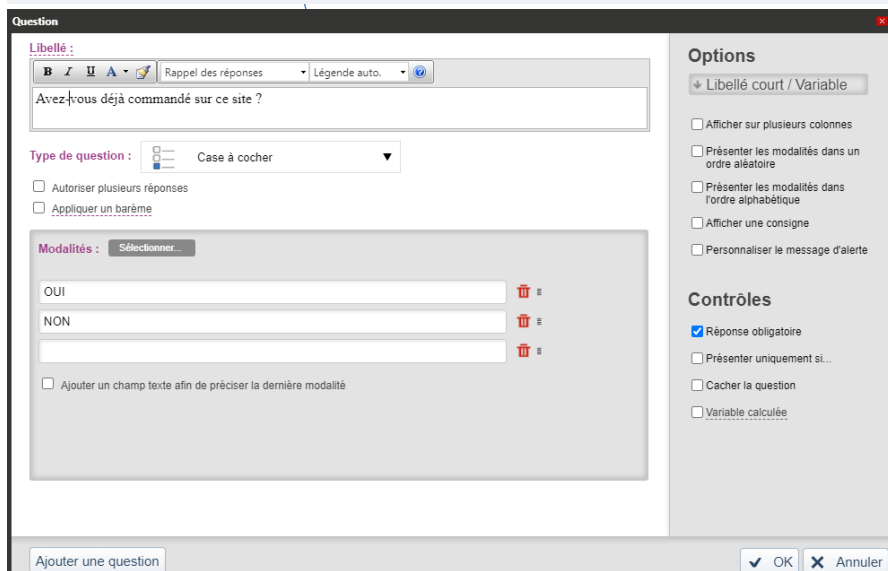 Question
Libellé :
B I U A Rappel des réponses Légende auto.
Avez-vous déjà commandé sur ce site ?
Type de question : Case à cocher
Autoriser plusieurs réponses
Appliquer un barème
Modalités : Sélectionner...
OUI
NON
Ajouter un champ texte afin de préciser la dernière modalité
Ajouter une question
Options
Libellé court / Variable
Afficher sur plusieurs colonnes
Présenter les modalités dans un
ordre aléatoire
Présenter les modalités dans
l'ordre alphabétique
Afficher une consigne
Personnaliser le message d'alerte
Contrôles
Réponse obligatoire
Présenter uniquement si...
Cacher la question
Variable calculée
OK Annuler